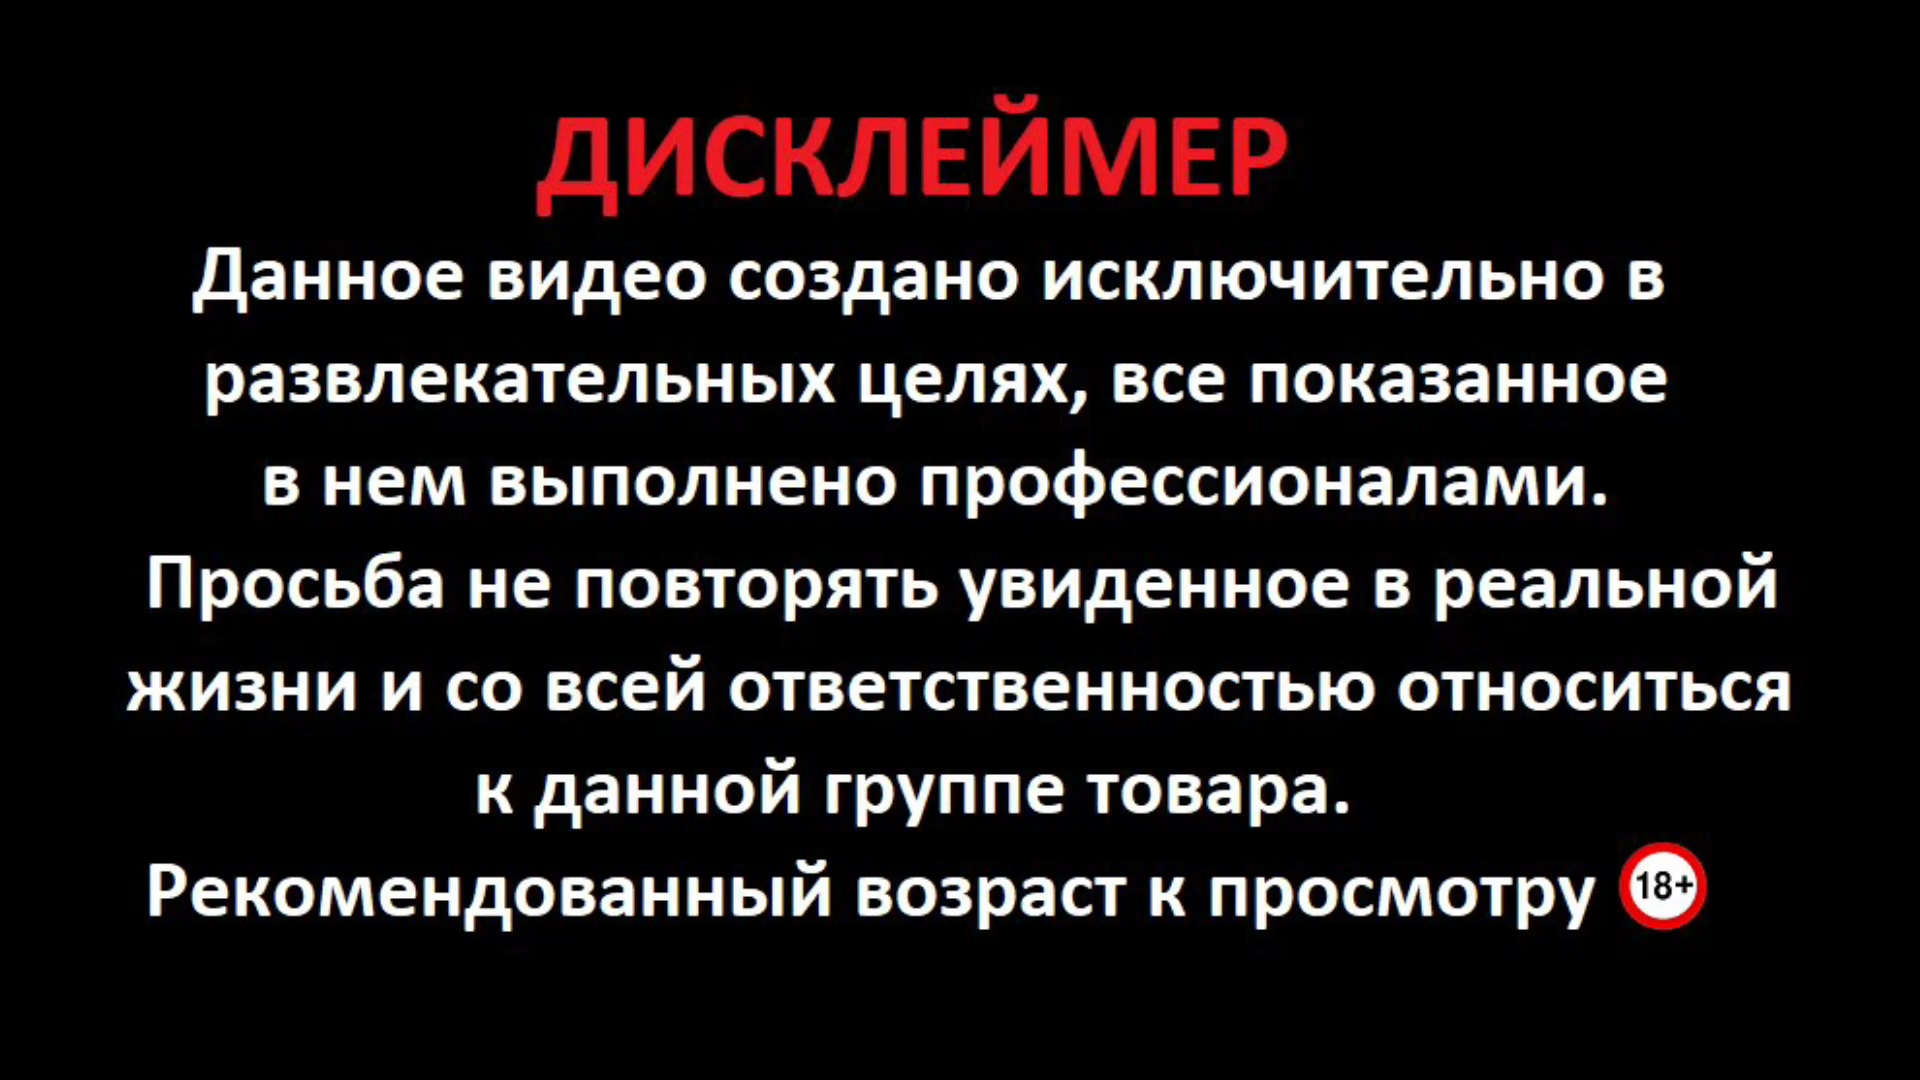 ДИСКЛЕЙМЕР
Данное видео создано исключительно в
развлекательных целях, все показанное
в нем выполнено профессионалами.
Просьба не повторять увиденное в реальной
жизни и со всей ответственностью относиться
к данной группе товара.
Рекомендованный возраст к просмотру 18+